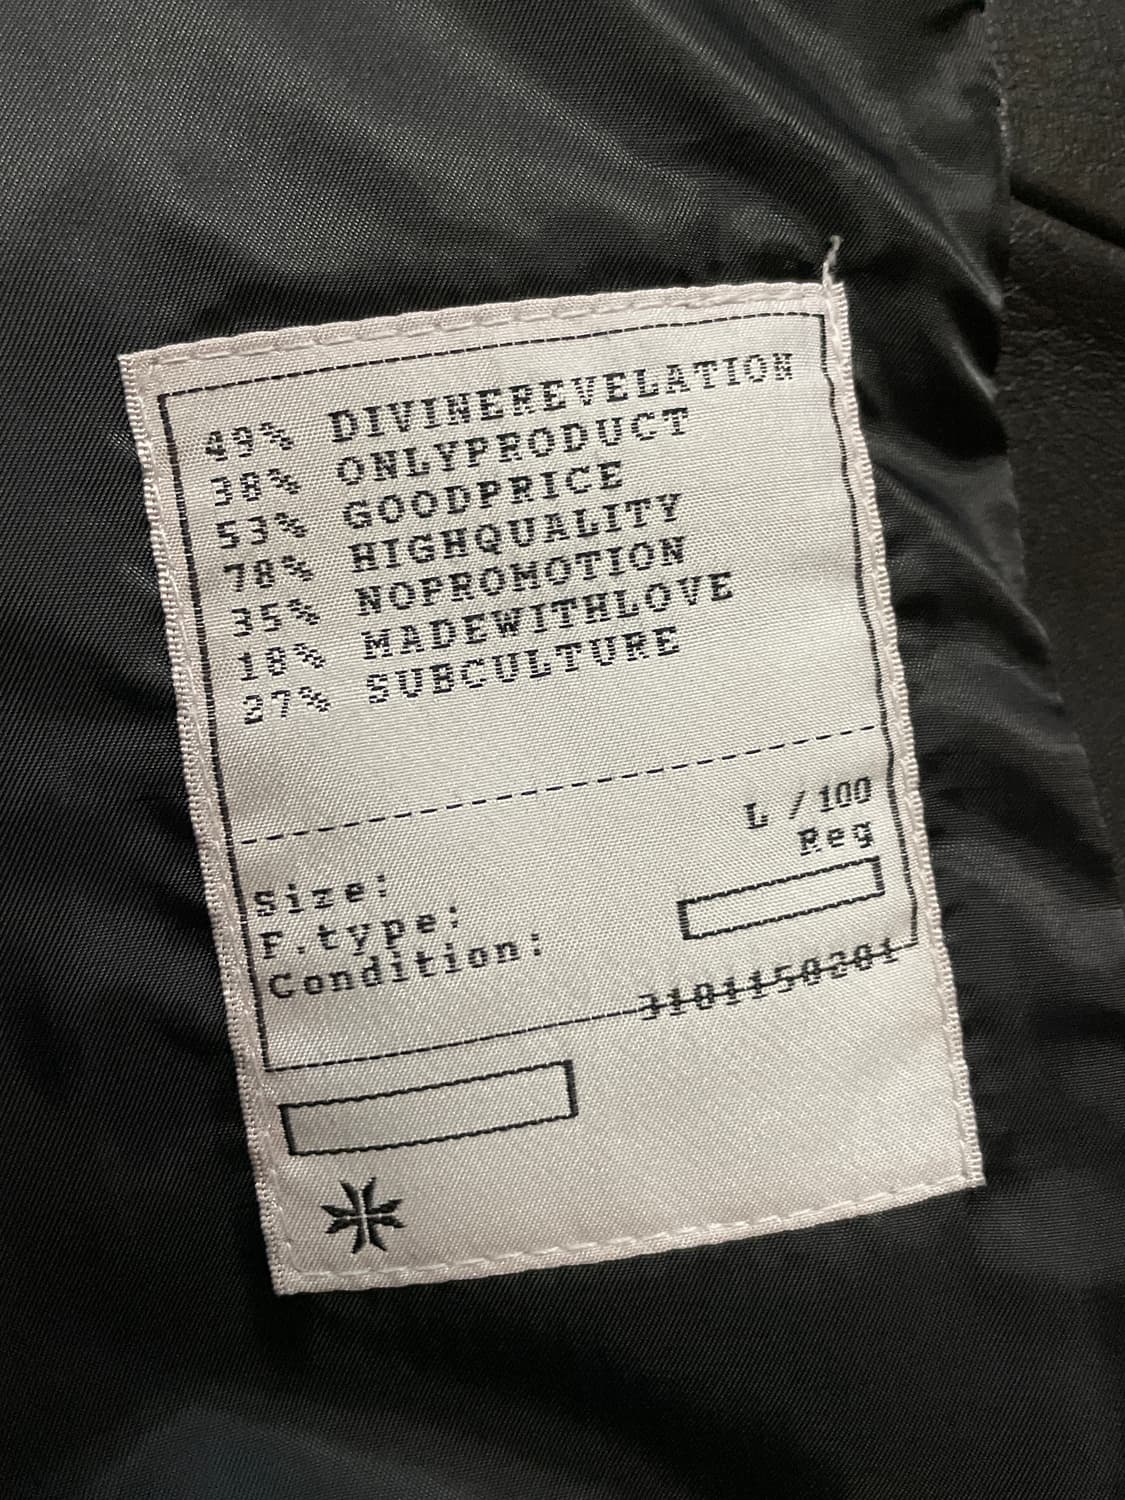 49% DIVINEREVELATION
38% ONLYPRODUCT
53% GOODPRICE
78% HIGHQUALITY
35% NOPROMOTION
18% MADEWITHLOVE
27% SUBCULTURE
Size: L / 100
F.type: Reg
Condition:
3101150201